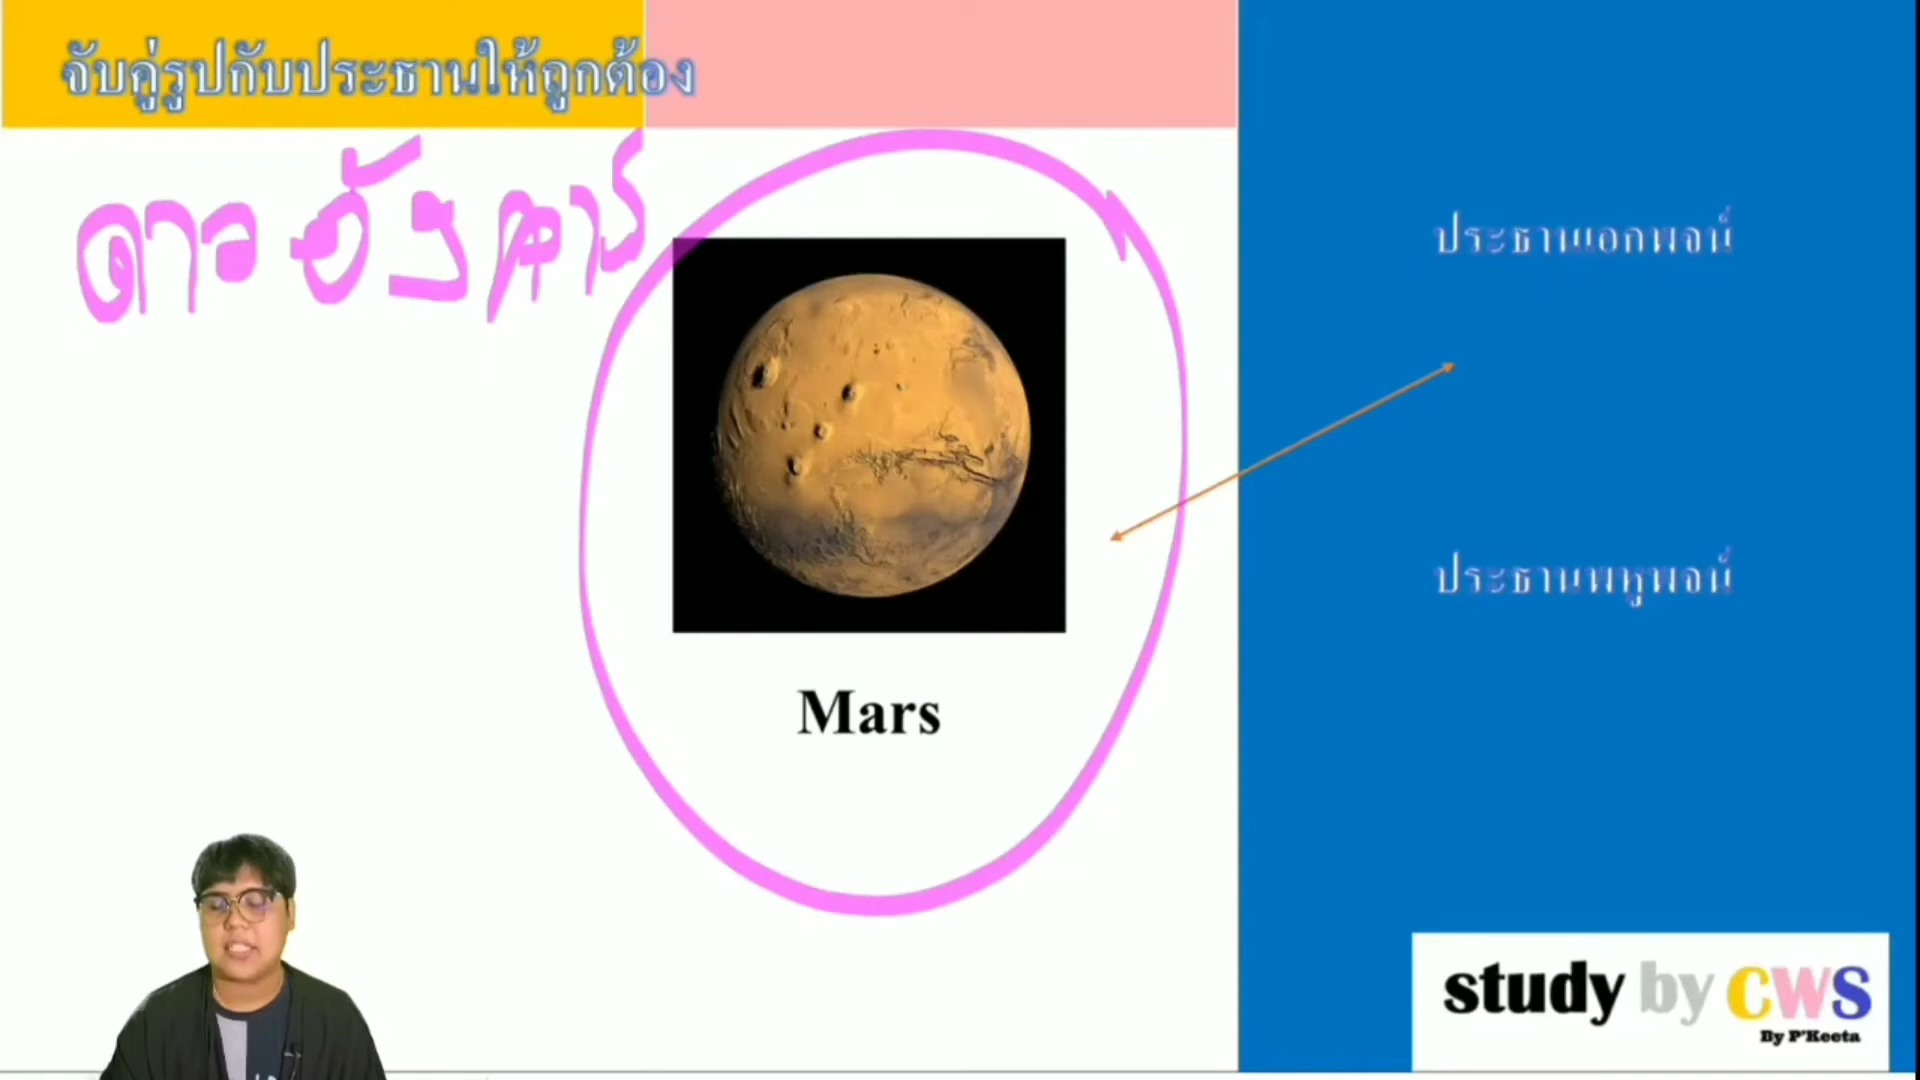 จับคู่รูปกับประธานให้ถูกต้อง
ดาวอังคาร
Mars
ประธานเอกพจน์
ประธานพหูพจน์
study by CWS
By P'Keeta